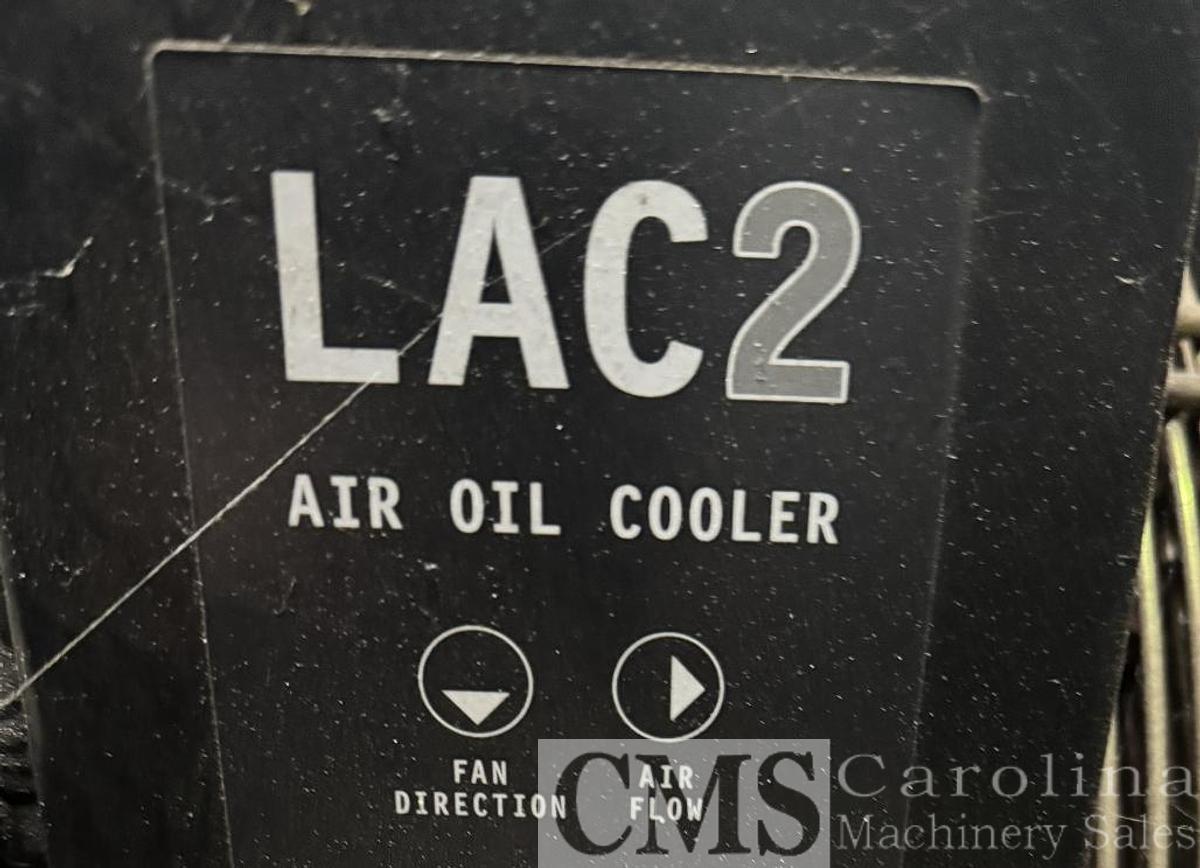 LAC2
AIR OIL COOLER
FAN DIRECTION
AIR FLOW
CMS Carolina
Machinery Sales